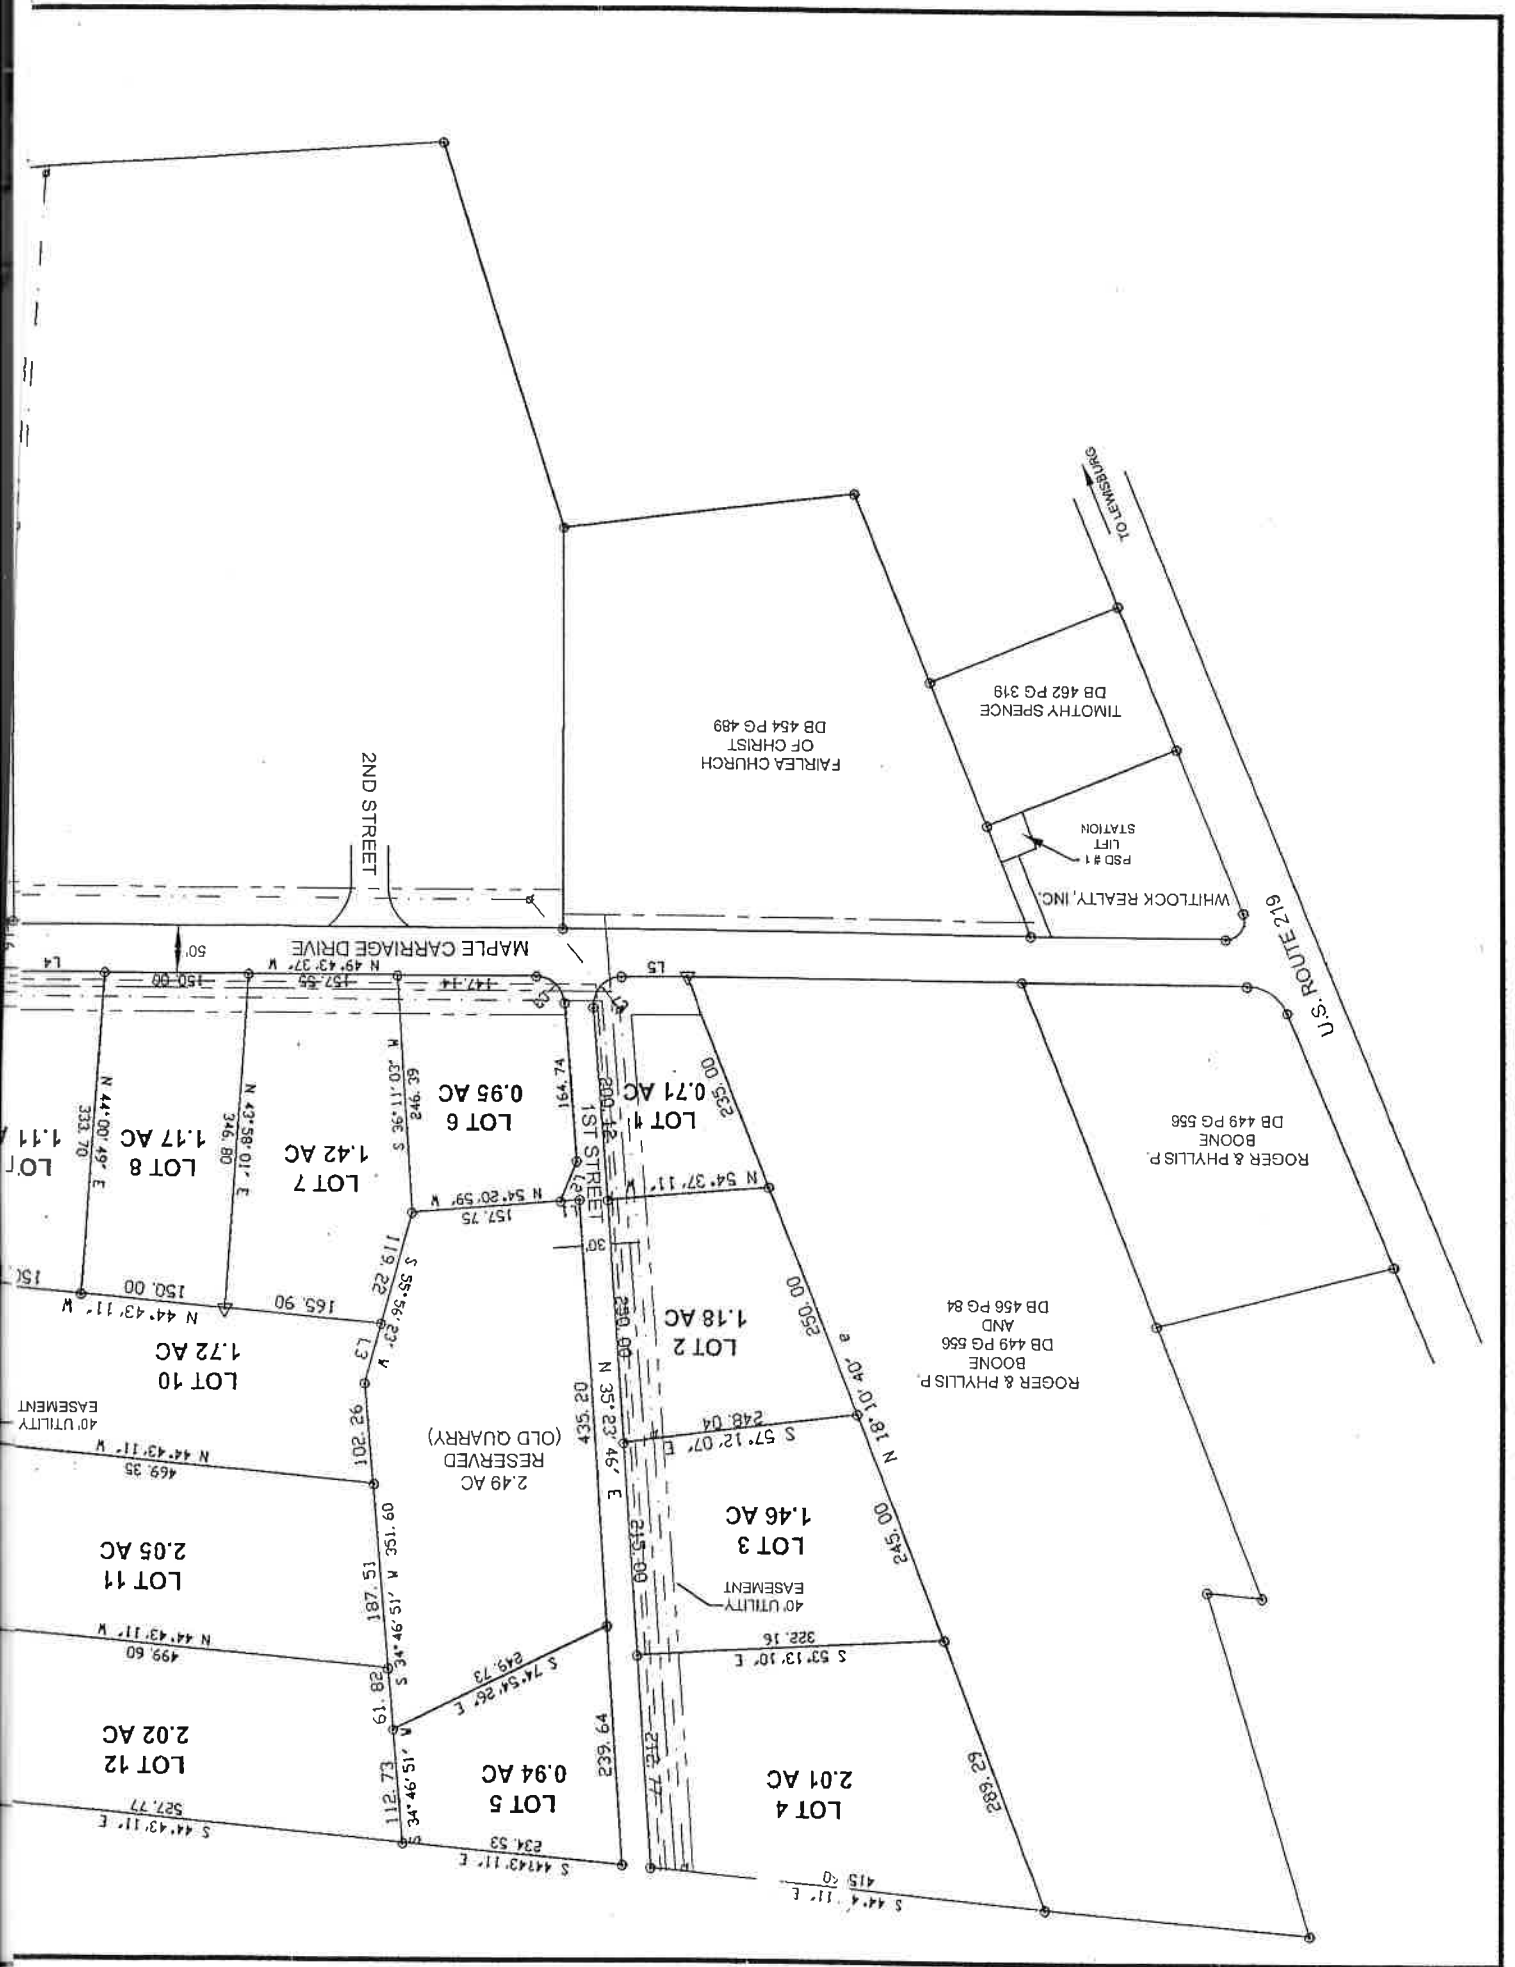 S 44°43'11" E
527.77
LOT 12
2.02 AC
S 44°43'11" E
234.53
LOT 5
0.94 AC
112.73
S 34°46'51" W
61.82
239.64
212.77
LOT 4
2.01 AC
289.29
499.60
N 44°43'11" W
LOT 11
2.05 AC
187.51
S 34°46'51" W 351.60
S 74°54'26" E
249.73
S 53°13'10" E
322.16
40' UTILITY
EASEMENT
LOT 3
1.46 AC
215.00
245.00
469.35
N 44°43'11" W
40' UTILITY
EASEMENT
LOT 10
1.72 AC
102.26
L3
2.49 AC
RESERVED
(OLD QUARRY)
435.20
N 35°23'46" E
S 57°12'07" E
248.04
N 18°10'40" e
LOT 2
1.18 AC
250.00
250.00
ROGER & PHYLLIS P.
BOONE
DB 449 PG 556
AND
DB 456 PG 84
N 44°43'11" W
150.00
165.90
S 55°56'23" W
119.22
30'
157.75
N 54°20'59" W
L1
L2
N 54°37'11" W
LOT 8
1.17 AC
N 44°00'49" E
333.70
1.11
N 43°58'01" E
346.80
LOT 7
1.42 AC
S 36°11'03" W
246.39
LOT 6
0.95 AC
164.74
1ST STREET
200.12
LOT 1
0.71 AC
235.00
ROGER & PHYLLIS P.
BOONE
DB 449 PG 556
L4
150.00
157.55
147.14
N 49°43'37" W
L5
50'
MAPLE CARRIAGE DRIVE
2ND STREET
U.S. ROUTE 219
WHITLOCK REALTY, INC.
PSD #1
LIFT
STATION
FAIRLEA CHURCH
OF CHRIST
DB 454 PG 489
TIMOTHY SPENCE
DB 462 PG 319
TO LEWISBURG